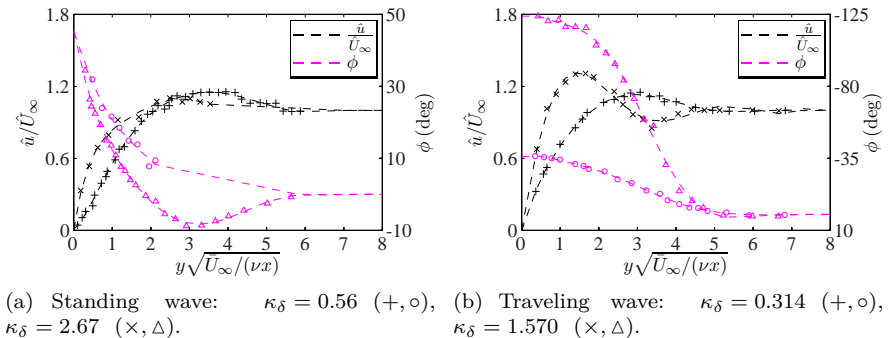 1.8
1.2
0.6
0
û/Û∞
0 1 2 3 4 5 6 7 8
y√Ū∞/(νx)
50
30
10
-10
ϕ (deg)
û/Û∞
ϕ
1.8
1.2
0.6
0
û/Û∞
0 1 2 3 4 5 6 7 8
y√Ū∞/(νx)
-125
-80
-35
10
ϕ (deg)
û/Û∞
ϕ
(a) Standing wave: κδ = 0.56 (+, ∘),
κδ = 2.67 (×, △).
(b) Traveling wave: κδ = 0.314 (+, ∘),
κδ = 1.570 (×, △).